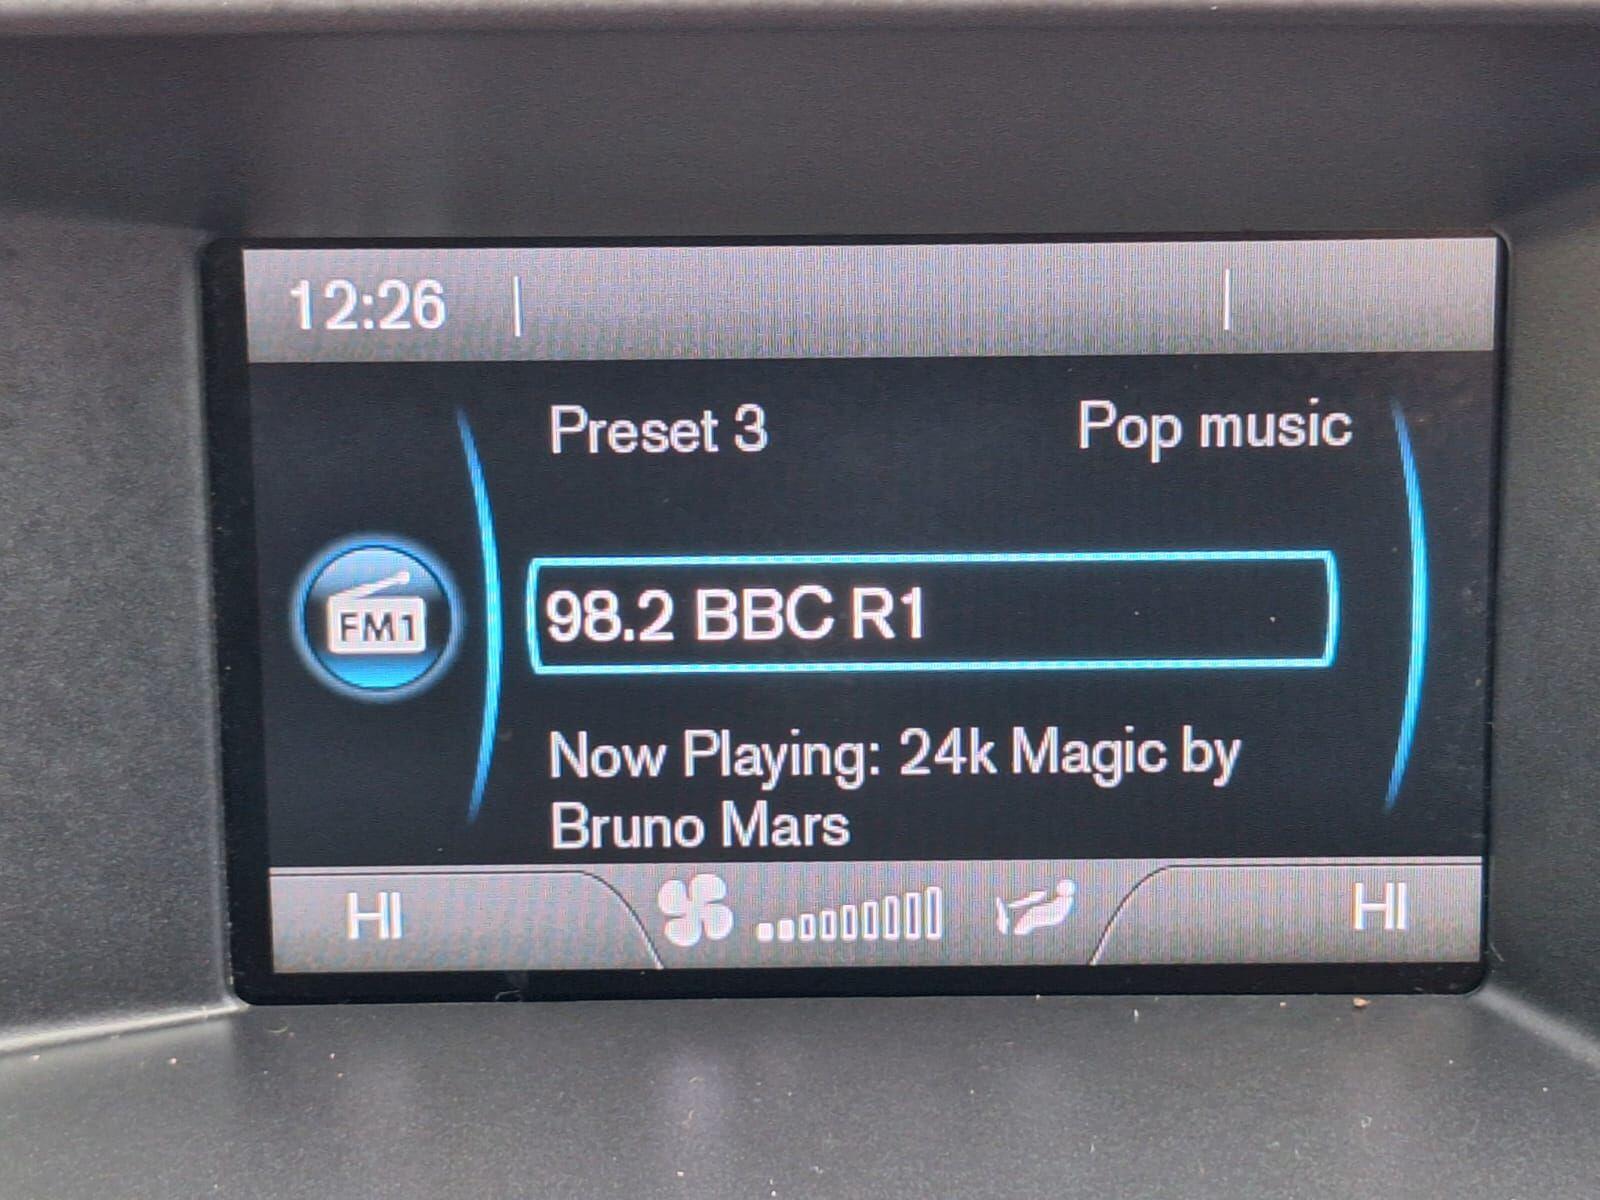 12:26
Preset 3 Pop music
FM1
98.2 BBC R1
Now Playing: 24k Magic by
Bruno Mars
HI HI